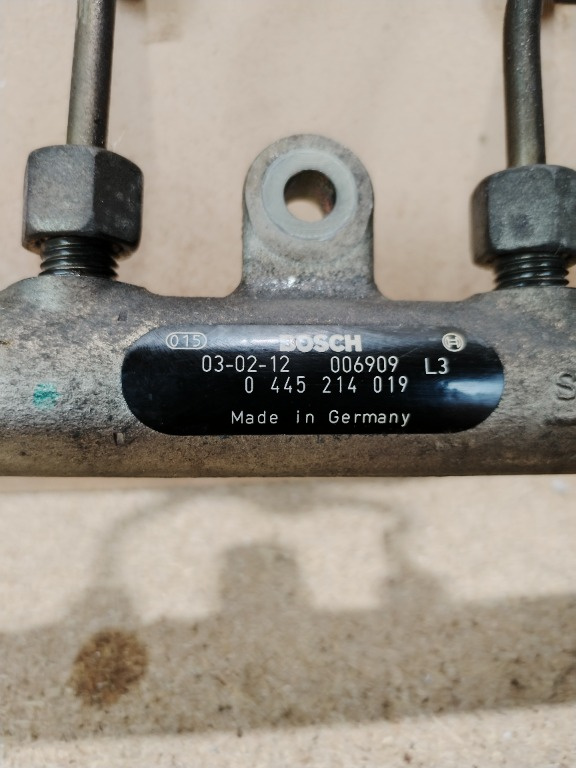 015 BOSCH
03-02-12 006909 L3
0 445 214 019
Made in Germany
S